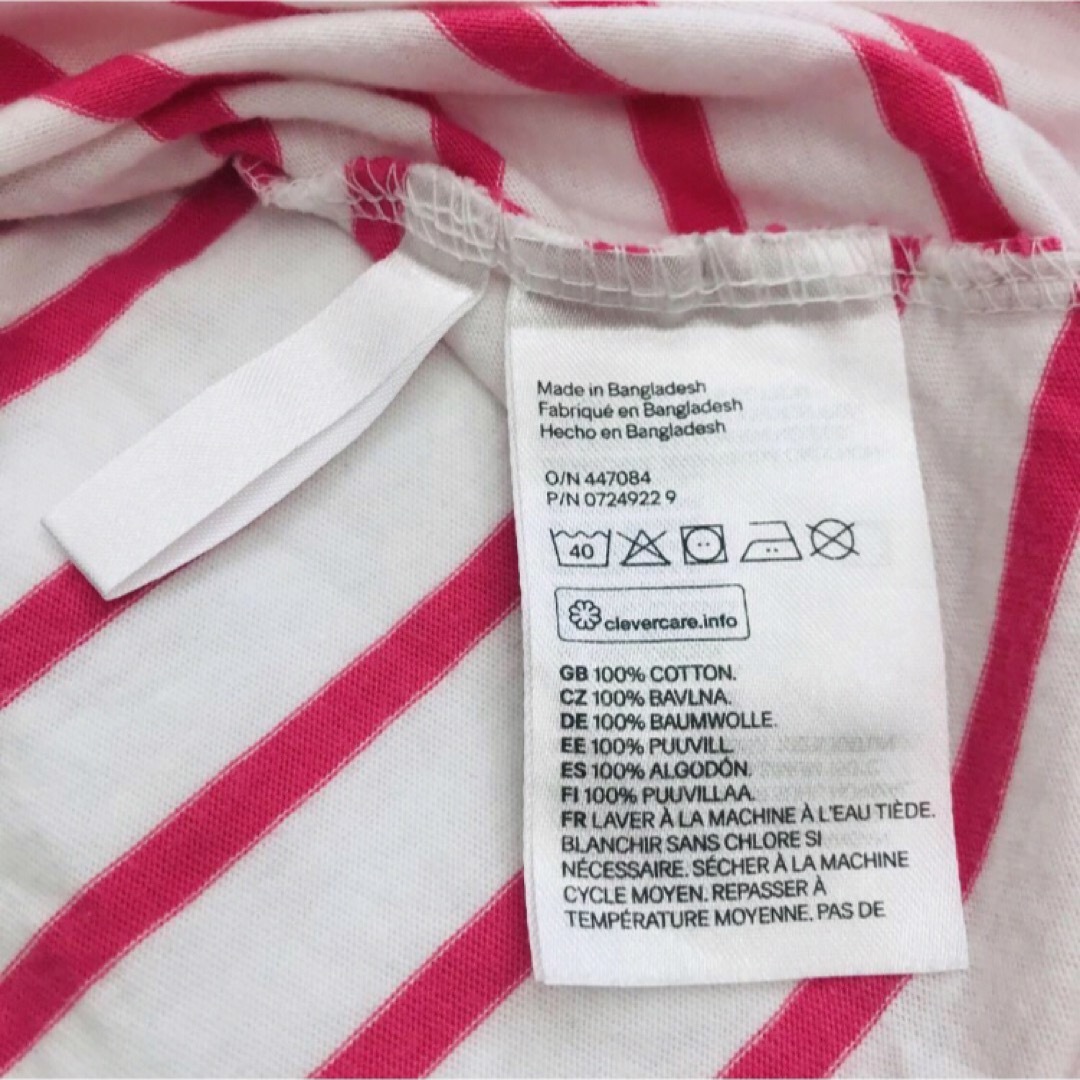 Made in Bangladesh
Fabriqué en Bangladesh
Hecho en Bangladesh
O/N 447084
P/N 0724922 9
40
clevercare.info
GB 100% COTTON.
CZ 100% BAVLNA.
DE 100% BAUMWOLLE.
EE 100% PUUVILL.
ES 100% ALGODÓN.
FI 100% PUUVILLAA.
FR LAVER À LA MACHINE À L'EAU TIÈDE.
BLANCHIR SANS CHLORE SI
NÉCESSAIRE. SÉCHER À LA MACHINE
CYCLE MOYEN. REPASSER À
TEMPÉRATURE MOYENNE. PAS DE